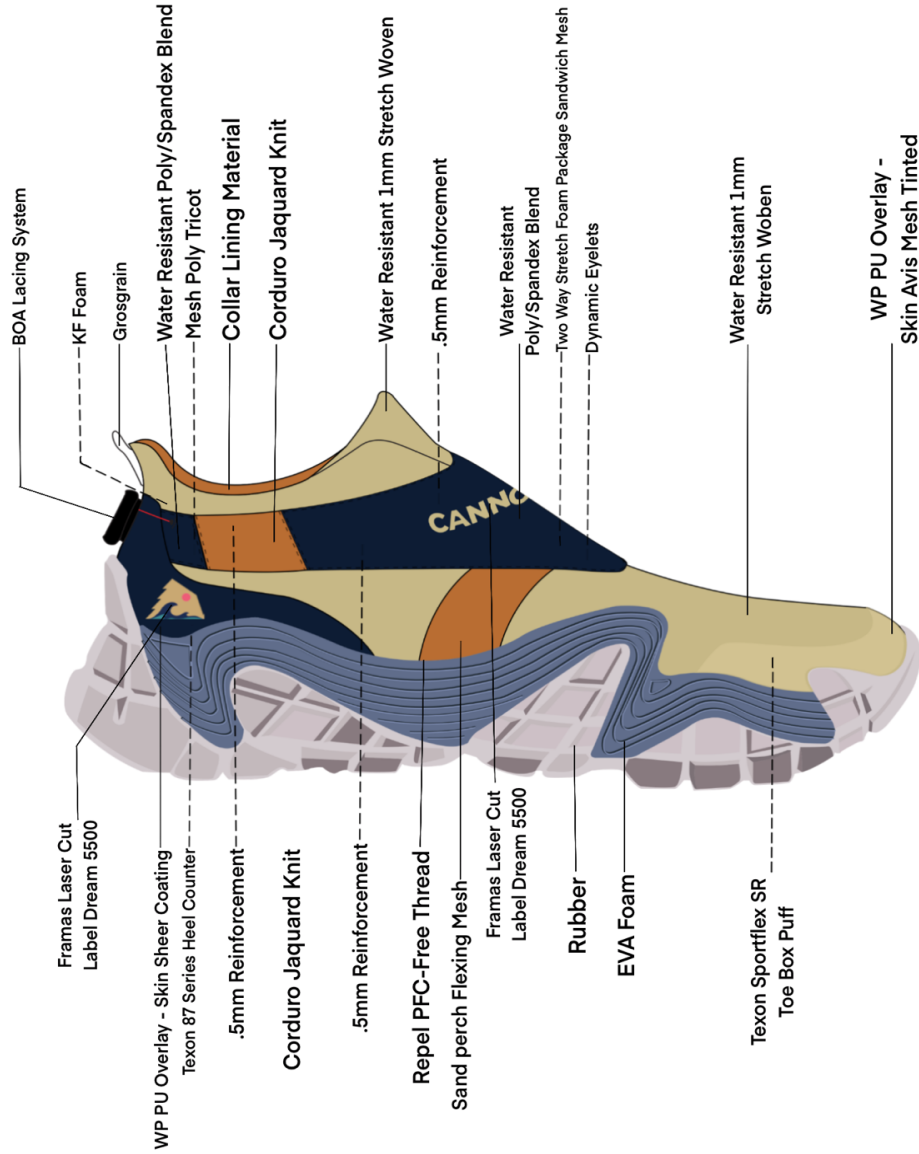 BOA Lacing System
KF Foam
Grosgrain
Water Resistant Poly/Spandex Blend
Mesh Poly Tricot
Collar Lining Material
Corduro Jaquard Knit
Water Resistant 1mm Stretch Woven
.5mm Reinforcement
Water Resistant
Poly/Spandex Blend
Two Way Stretch Foam Package Sandwich Mesh
Dynamic Eyelets
Water Resistant 1mm
Stretch Woben
WP PU Overlay -
Skin Avis Mesh Tinted
CANNO
Framas Laser Cut
Label Dream 5500
WP PU Overlay - Skin Sheer Coating
Texon 87 Series Heel Counter
.5mm Reinforcement
Corduro Jaquard Knit
.5mm Reinforcement
Repel PFC-Free Thread
Sand perch Flexing Mesh
Framas Laser Cut
Label Dream 5500
Rubber
EVA Foam
Texon Sportflex SR
Toe Box Puff